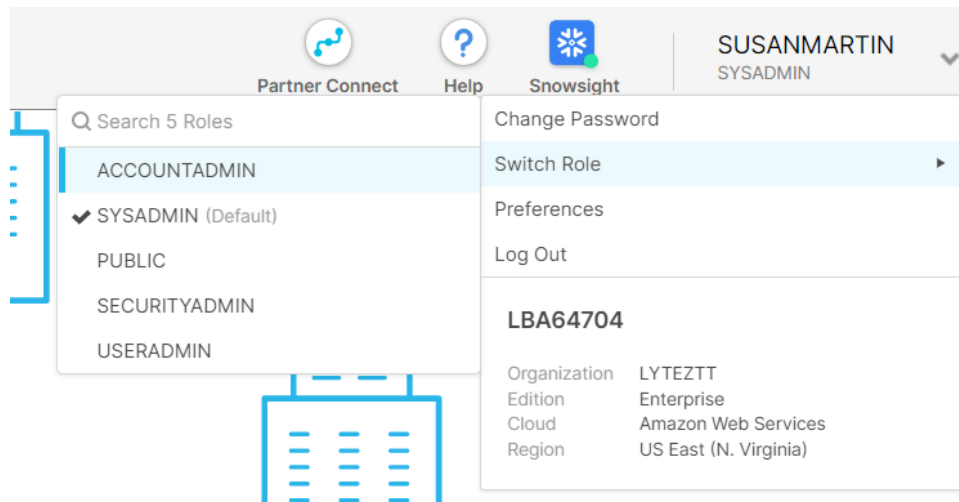 Partner Connect
Help
Snowsight
SUSANMARTIN
SYSADMIN
Search 5 Roles
ACCOUNTADMIN
SYSADMIN (Default)
PUBLIC
SECURITYADMIN
USERADMIN
Change Password
Switch Role
Preferences
Log Out
LBA64704
Organization LYTEZTT
Edition Enterprise
Cloud Amazon Web Services
Region US East (N. Virginia)